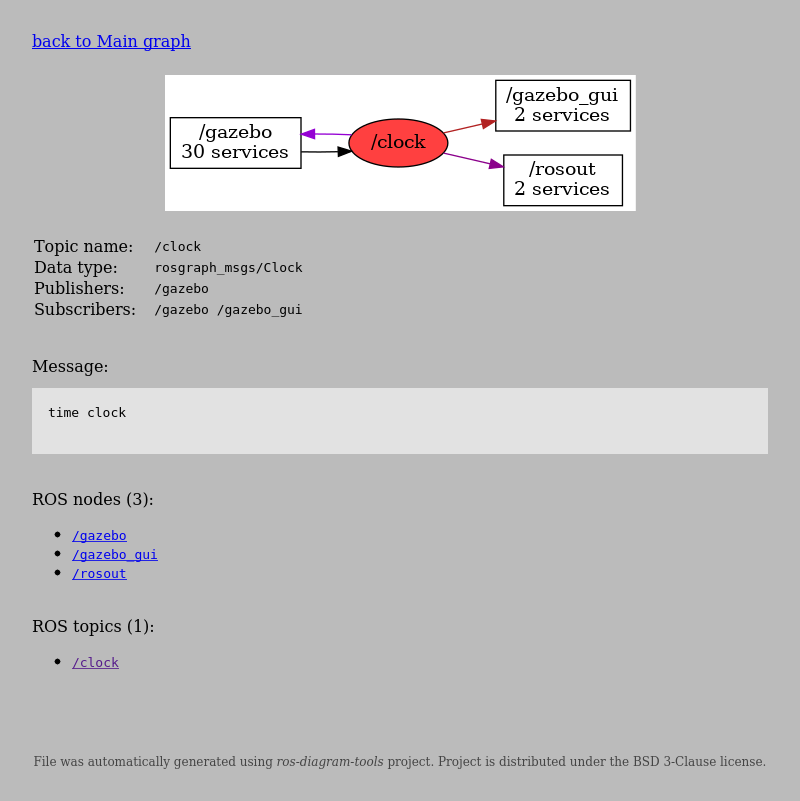 back to Main graph
/gazebo
30 services
/clock
/gazebo_gui
2 services
/rosout
2 services
Topic name: /clock
Data type: rosgraph_msgs/Clock
Publishers: /gazebo
Subscribers: /gazebo /gazebo_gui
Message:
time clock
ROS nodes (3):
• /gazebo
• /gazebo_gui
• /rosout
ROS topics (1):
• /clock
File was automatically generated using ros-diagram-tools project. Project is distributed under the BSD 3-Clause license.